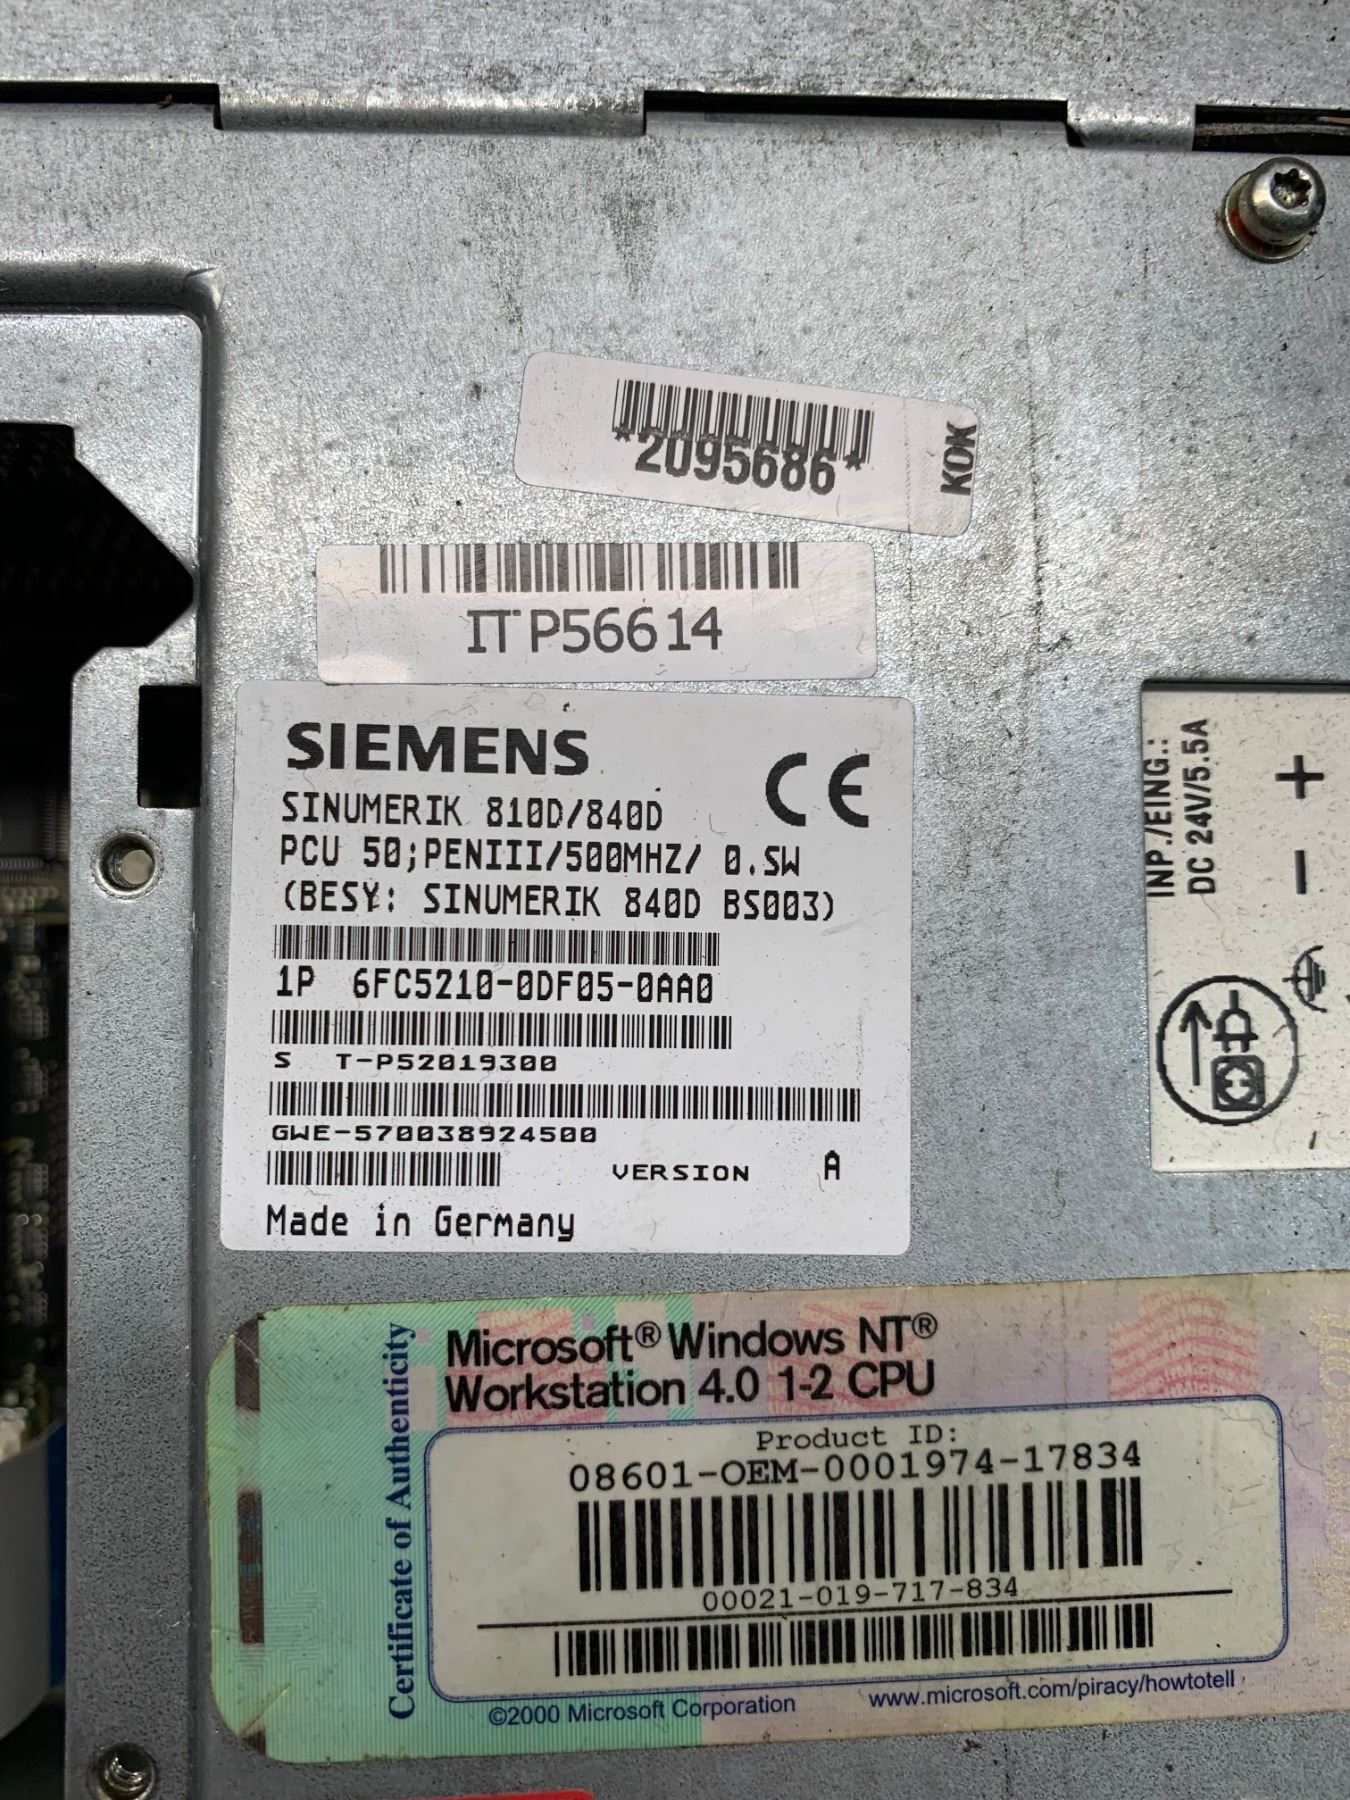 *2095686*
KOK
ITP56614
SIEMENS
CE
SINUMERIK 810D/840D
PCU 50;PENIII/500MHZ/ 0.SW
(BESY: SINUMERIK 840D BS003)
1P 6FC5210-0DF05-0AA0
S T-P52019300
GWE-570038924500
VERSION A
Made in Germany
INP./EING.:
DC 24V/5.5A
+
-
Certificate of Authenticity
Microsoft® Windows NT®
Workstation 4.0 1-2 CPU
Product ID:
08601-OEM-0001974-17834
00021-019-717-834
©2000 Microsoft Corporation
www.microsoft.com/piracy/howtotell
Microsoft